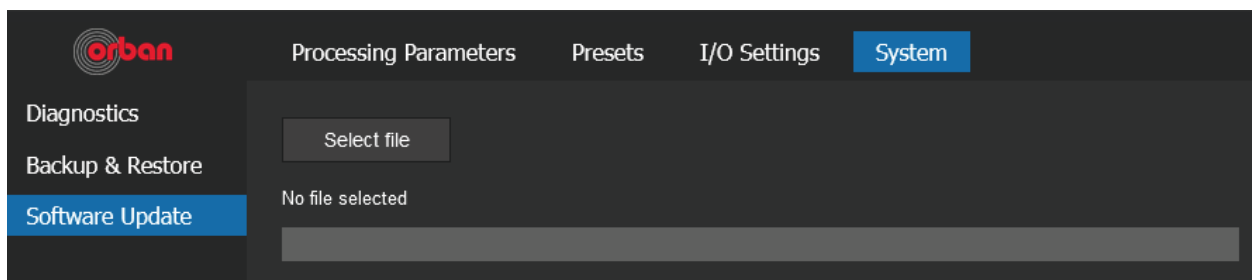 orban
Processing Parameters Presets I/O Settings System
Diagnostics
Select file
Backup & Restore
No file selected
Software Update